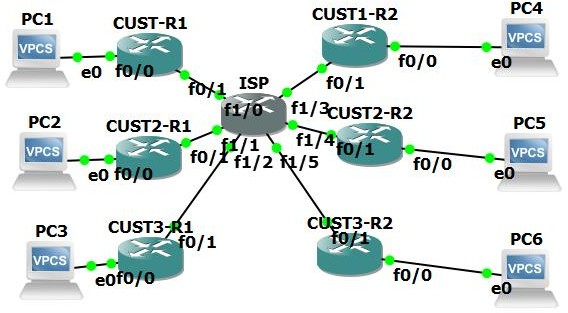 PC1
VPCS
e0
f0/0
CUST-R1
f0/1
ISP
f1/0
CUST1-R2
f0/1
f1/3
f0/0
e0
PC4
VPCS
PC2
VPCS
e0
f0/0
CUST2-R1
f0/1
f1/1
CUST2-R2
f1/4
f0/1
f0/0
e0
PC5
VPCS
PC3
VPCS
e0
f0/0
CUST3-R1
f0/1
f1/2
f1/5
CUST3-R2
f0/1
f0/0
e0
PC6
VPCS